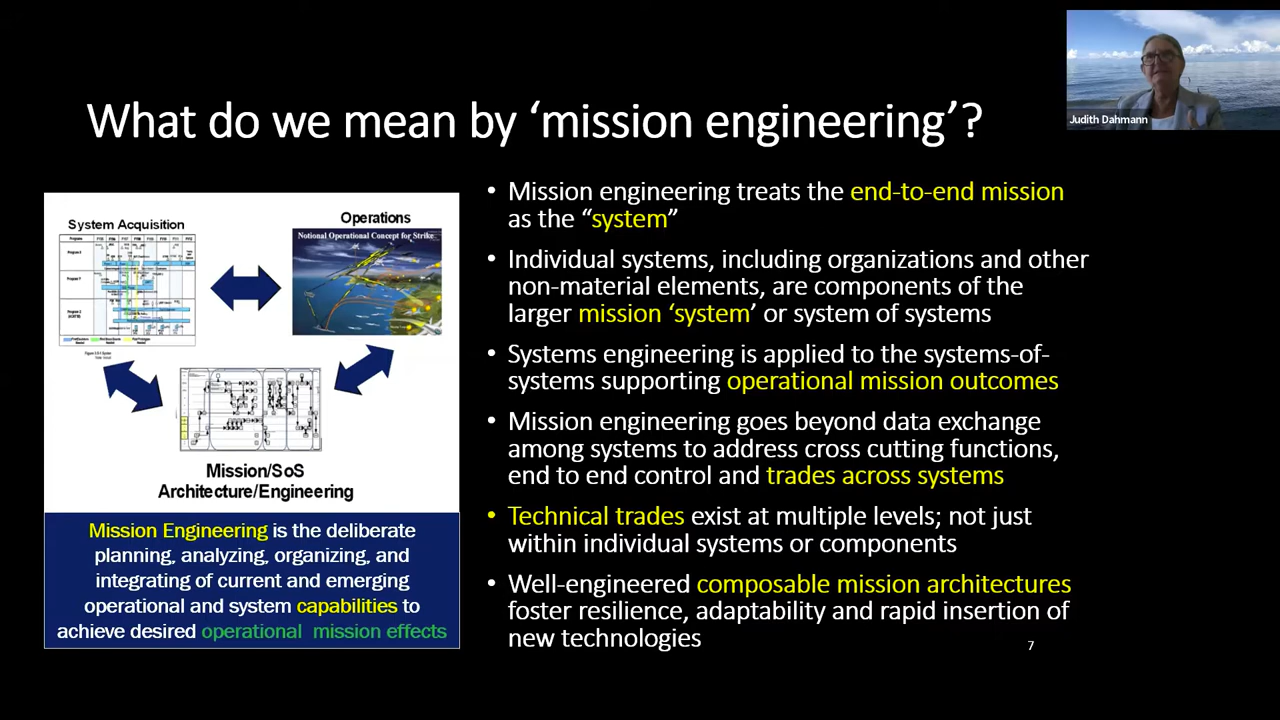 What do we mean by ‘mission engineering’?
Judith Dahmann
System Acquisition
Operations
Notional Operational Concept for Strike
Mission/SoS
Architecture/Engineering
Mission Engineering is the deliberate
planning, analyzing, organizing, and
integrating of current and emerging
operational and system capabilities to
achieve desired operational mission effects
• Mission engineering treats the end-to-end mission
as the “system”
• Individual systems, including organizations and other
non-material elements, are components of the
larger mission ‘system’ or system of systems
• Systems engineering is applied to the systems-of-
systems supporting operational mission outcomes
• Mission engineering goes beyond data exchange
among systems to address cross cutting functions,
end to end control and trades across systems
• Technical trades exist at multiple levels; not just
within individual systems or components
• Well-engineered composable mission architectures
foster resilience, adaptability and rapid insertion of
new technologies
7